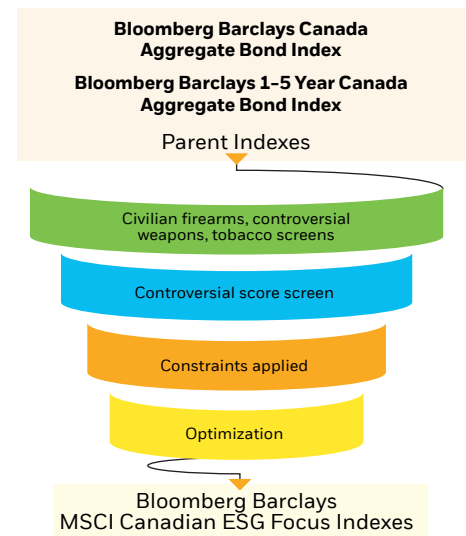 Bloomberg Barclays Canada
Aggregate Bond Index
Bloomberg Barclays 1–5 Year Canada
Aggregate Bond Index
Parent Indexes
Civilian firearms, controversial
weapons, tobacco screens
Controversial score screen
Constraints applied
Optimization
Bloomberg Barclays
MSCI Canadian ESG Focus Indexes